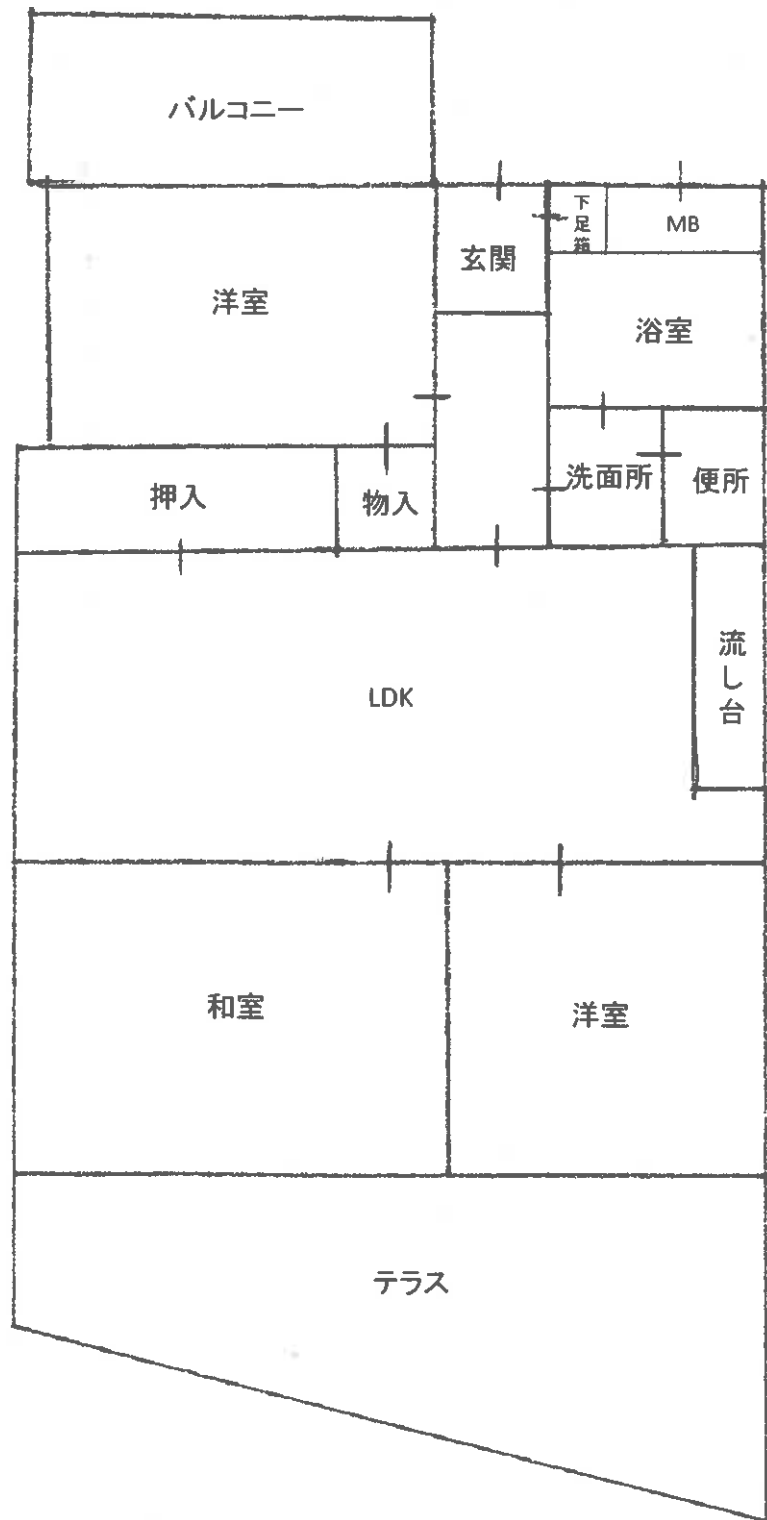 バルコニー
下足箱
MB
玄関
洋室
浴室
押入
物入
洗面所
便所
流し台
LDK
和室
洋室
テラス